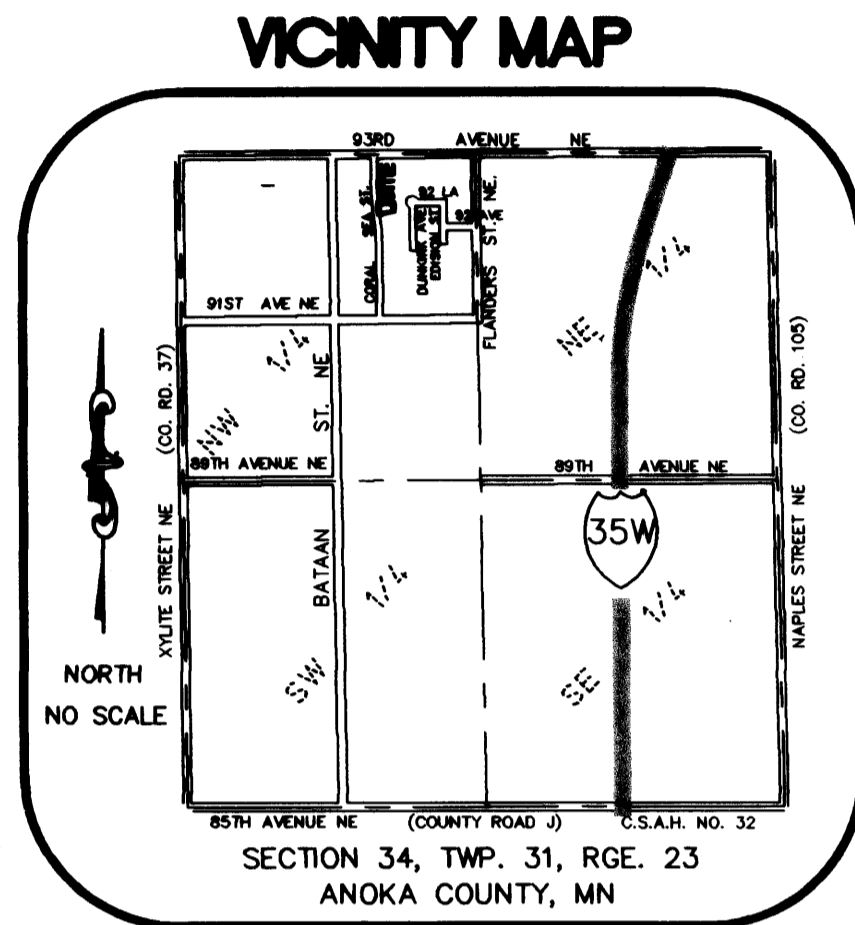 VICINITY MAP
93RD AVENUE NE
CORAL SEA ST.
SITE
92 LA
92 AVE
DUNKIRK AVE
EDISION ST
FLANDERS ST. NE.
91ST AVE NE
NW 1/4
NE. 1/4
(CO. RD. 37)
XYLITE STREET NE
(CO. RD. 105)
NAPLES STREET NE
89TH AVENUE NE
89TH AVENUE NE
BATAAN ST. NE
35W
SW 1/4
SE 1/4
NORTH
NO SCALE
85TH AVENUE NE (COUNTY ROAD J) C.S.A.H. NO. 32
SECTION 34, TWP. 31, RGE. 23
ANOKA COUNTY, MN